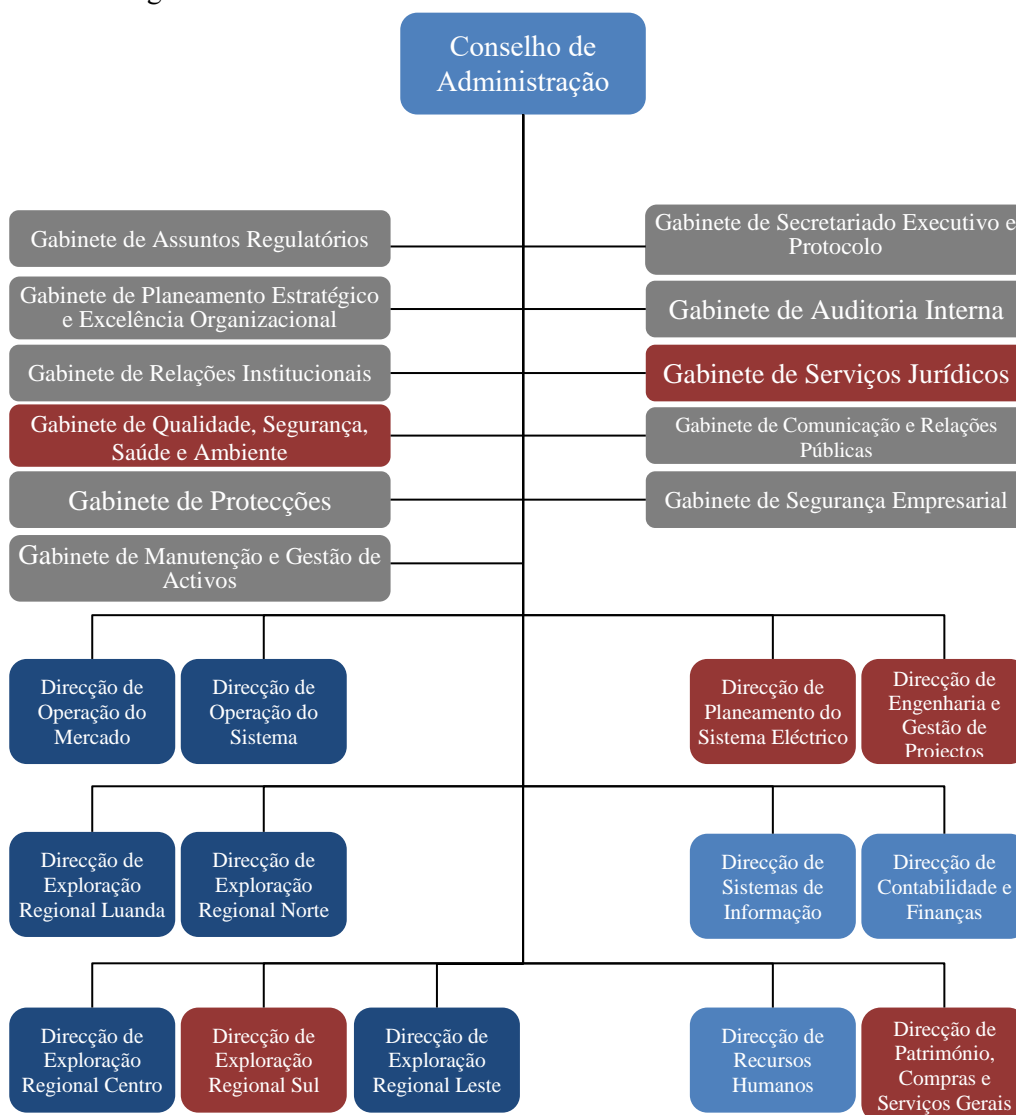 Conselho de
Administração
Gabinete de Assuntos Regulatórios
Gabinete de Secretariado Executivo e
Protocolo
Gabinete de Planeamento Estratégico
e Excelência Organizacional
Gabinete de Auditoria Interna
Gabinete de Relações Institucionais
Gabinete de Serviços Jurídicos
Gabinete de Qualidade, Segurança,
Saúde e Ambiente
Gabinete de Comunicação e Relações
Públicas
Gabinete de Protecções
Gabinete de Segurança Empresarial
Gabinete de Manutenção e Gestão de
Activos
Direcção de
Operação do
Mercado
Direcção de
Operação do
Sistema
Direcção de
Planeamento do
Sistema Eléctrico
Direcção de
Engenharia e
Gestão de
Projectos
Direcção de
Exploração
Regional Luanda
Direcção de
Exploração
Regional Norte
Direcção de
Sistemas de
Informação
Direcção de
Contabilidade e
Finanças
Direcção de
Exploração
Regional Centro
Direcção de
Exploração
Regional Sul
Direcção de
Exploração
Regional Leste
Direcção de
Recursos
Humanos
Direcção de
Património,
Compras e
Serviços Gerais